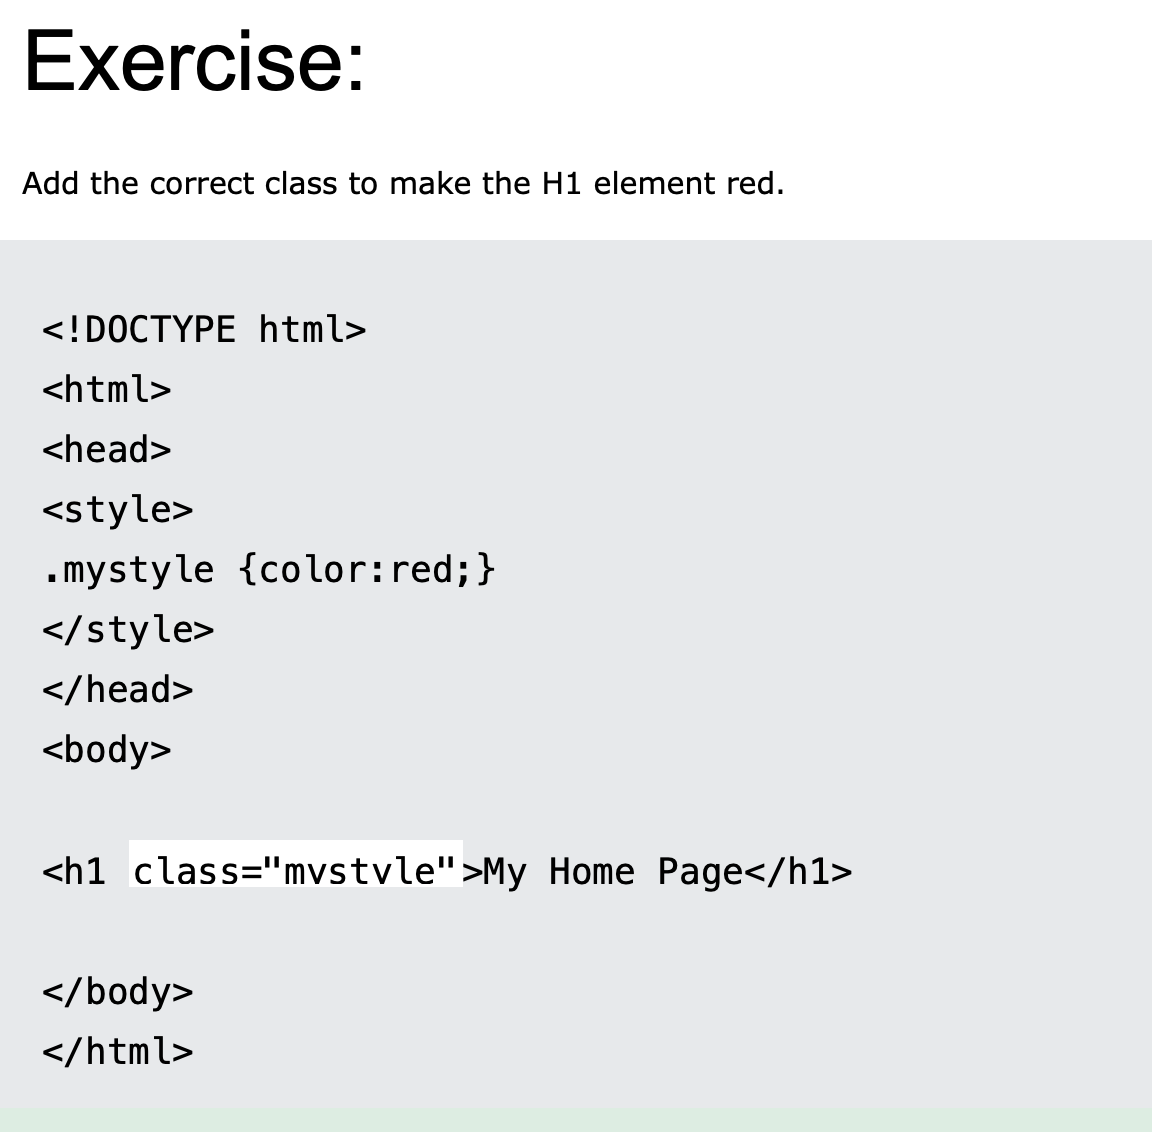 Exercise:
Add the correct class to make the H1 element red.
<!DOCTYPE html>
<html>
<head>
<style>
.mystyle {color:red;}
</style>
</head>
<body>
<h1 class="mystyle">My Home Page</h1>
</body>
</html>